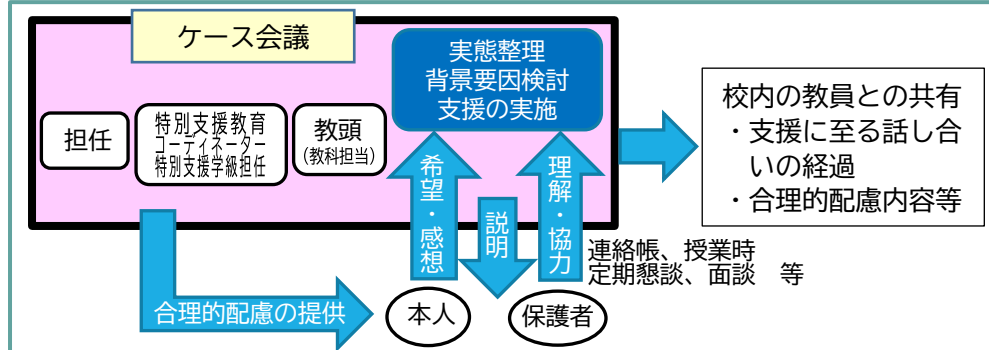 ケース会議
実態整理
背景要因検討
支援の実施
担任
特別支援教育
コーディネーター
特別支援学級担任
教頭
（教科担当）
校内の教員との共有
・支援に至る話し合
いの経過
・合理的配慮内容等
希望・感想
説明
理解・協力
連絡帳、授業時
定期懇談、面談　等
合理的配慮の提供
本人
保護者